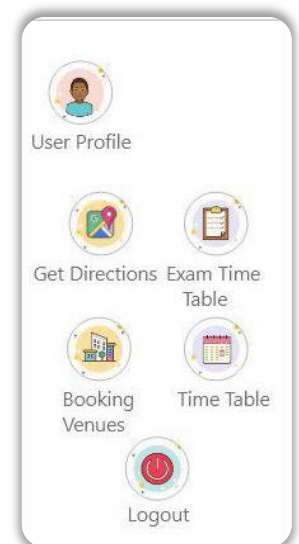 User Profile
Get Directions
Exam Time
Table
Booking
Venues
Time Table
Logout